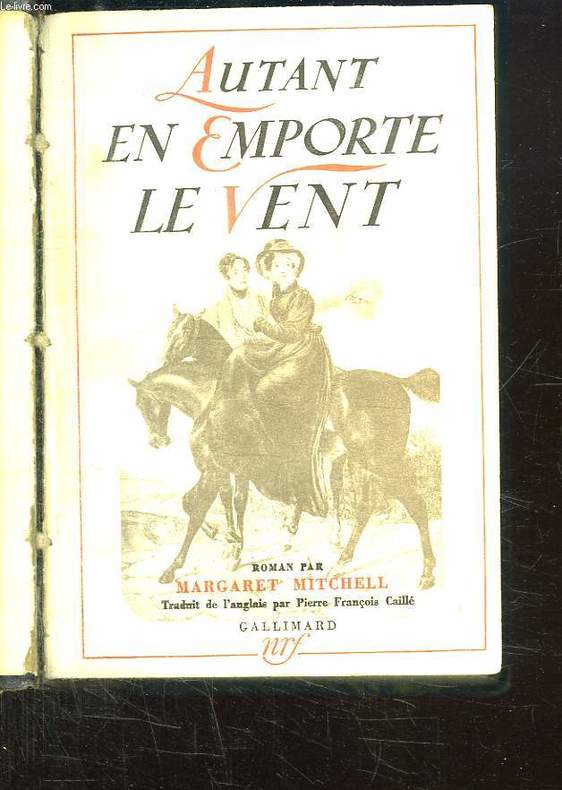 Le-livre.com
AUTANT
EN EMPORTE
LE VENT
ROMAN PAR
MARGARET MITCHELL
Traduit de l'anglais par Pierre François Caillé
GALLIMARD
nrf